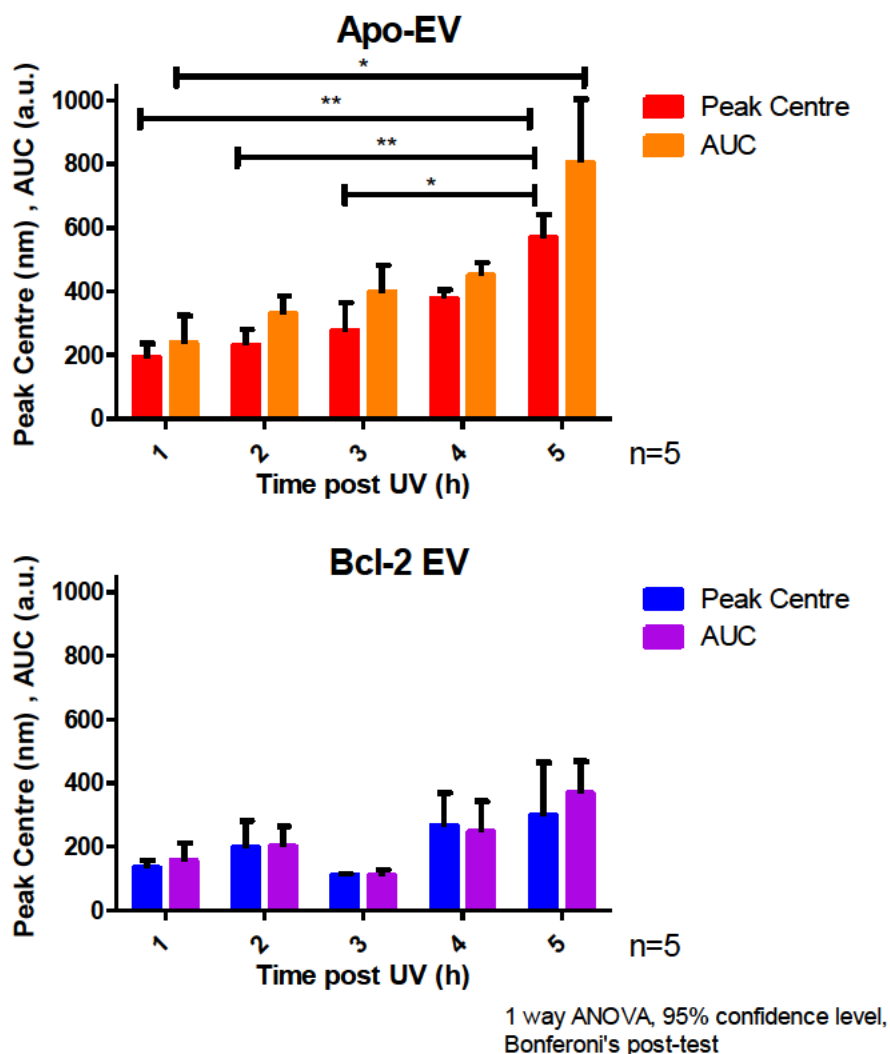 Apo-EV
*
**
**
*
Peak Centre (nm) , AUC (a.u.)
1000
800
600
400
200
0
1 2 3 4 5
Time post UV (h)
n=5
Peak Centre
AUC
Bcl-2 EV
Peak Centre (nm) , AUC (a.u.)
1000
800
600
400
200
0
1 2 3 4 5
Time post UV (h)
n=5
Peak Centre
AUC
1 way ANOVA, 95% confidence level,
Bonferoni's post-test